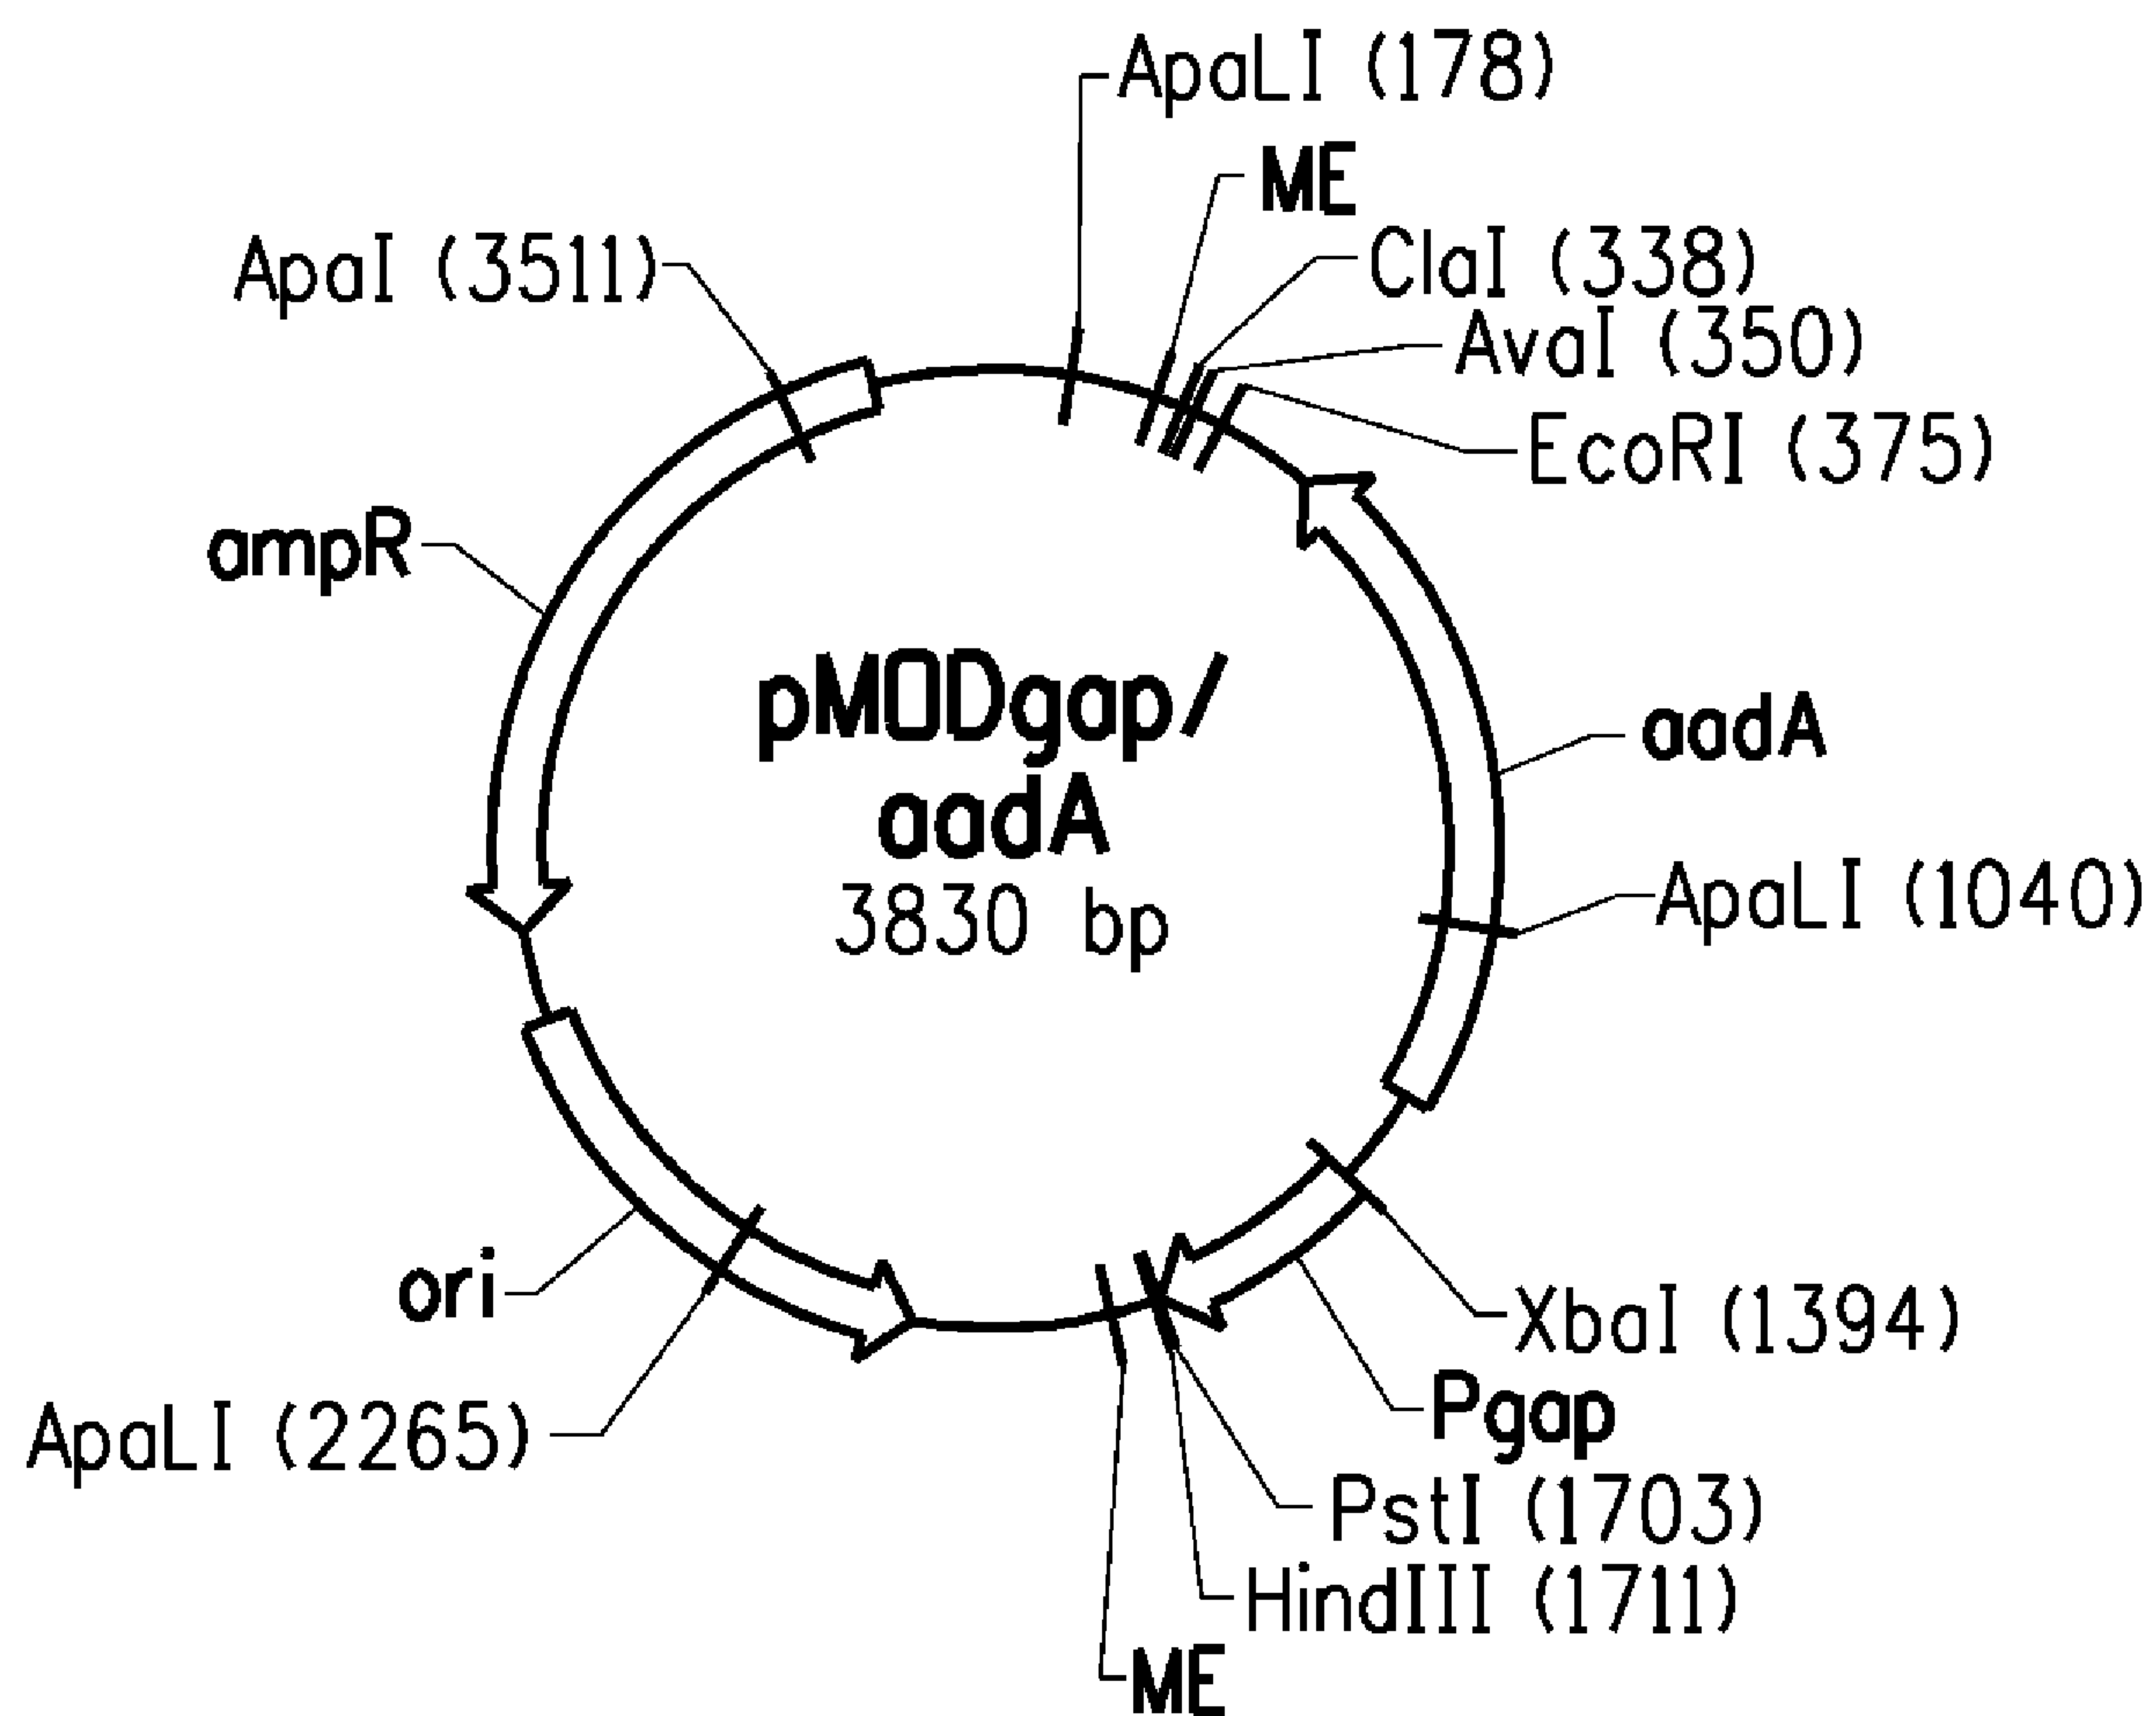 ApaLI (178)
ME
ClaI (338)
ApaI (3511)
AvaI (350)
EcoRI (375)
ampR
pMODgap/
aadA
3830 bp
aadA
ApaLI (1040)
ori
XbaI (1394)
Pgap
ApaLI (2265)
PstI (1703)
HindIII (1711)
ME